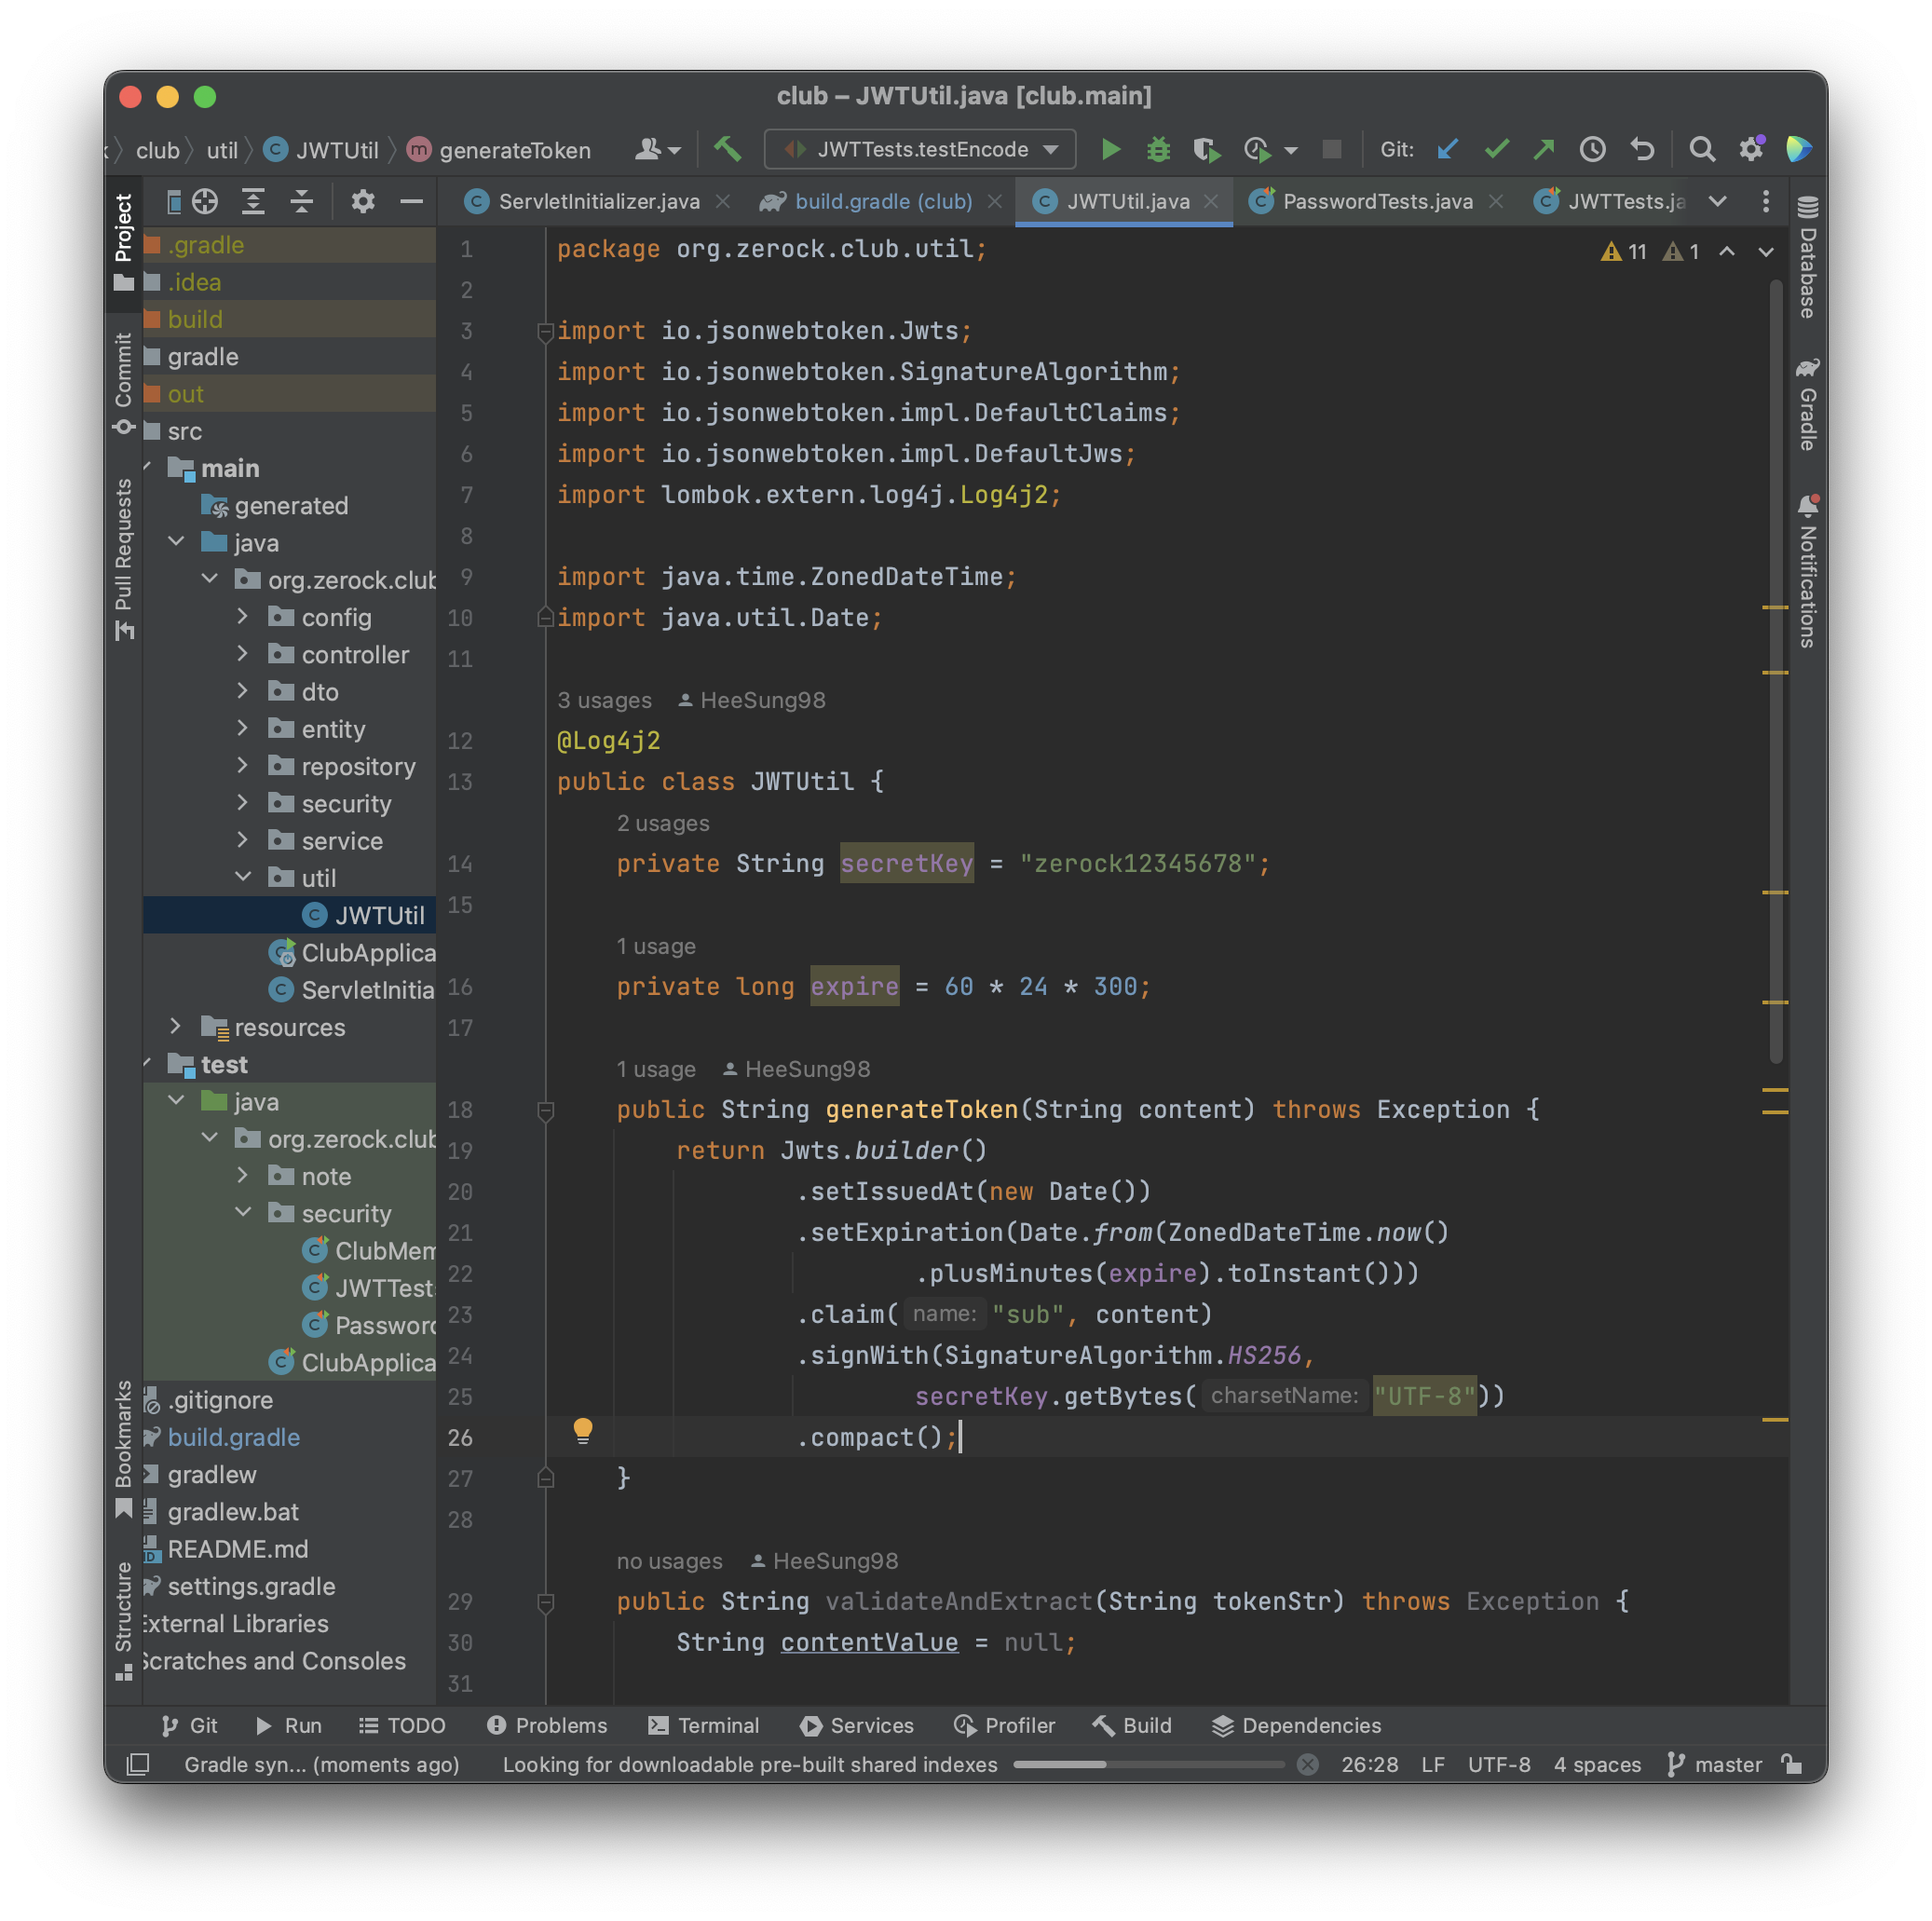 club – JWTUtil.java [club.main]
club util JWTUtil generateToken JWTTests.testEncode Git:
Project
Commit
Pull Requests
Bookmarks
Structure
.gradle
.idea
build
gradle
out
src
main
generated
java
org.zerock.club
config
controller
dto
entity
repository
security
service
util
JWTUtil
ClubApplica
ServletInitia
resources
test
java
org.zerock.club
note
security
ClubMem
JWTTest
Password
ClubApplica
.gitignore
build.gradle
gradlew
gradlew.bat
README.md
settings.gradle
External Libraries
Scratches and Consoles
ServletInitializer.java build.gradle (club) JWTUtil.java PasswordTests.java JWTTests.ja
11 1
1 package org.zerock.club.util;
2
3 import io.jsonwebtoken.Jwts;
4 import io.jsonwebtoken.SignatureAlgorithm;
5 import io.jsonwebtoken.impl.DefaultClaims;
6 import io.jsonwebtoken.impl.DefaultJws;
7 import lombok.extern.log4j.Log4j2;
8
9 import java.time.ZonedDateTime;
10 import java.util.Date;
11
3 usages HeeSung98
12 @Log4j2
13 public class JWTUtil {
2 usages
14 private String secretKey = "zerock12345678";
15
1 usage
16 private long expire = 60 * 24 * 300;
17
1 usage HeeSung98
18 public String generateToken(String content) throws Exception {
19 return Jwts.builder()
20 .setIssuedAt(new Date())
21 .setExpiration(Date.from(ZonedDateTime.now()
22 .plusMinutes(expire).toInstant()))
23 .claim( name: "sub", content)
24 .signWith(SignatureAlgorithm.HS256,
25 secretKey.getBytes( charsetName: "UTF-8"))
26 .compact();
27 }
28
no usages HeeSung98
29 public String validateAndExtract(String tokenStr) throws Exception {
30 String contentValue = null;
31
Database
Gradle
Notifications
Git Run TODO Problems Terminal Services Profiler Build Dependencies
Gradle syn... (moments ago) Looking for downloadable pre-built shared indexes 26:28 LF UTF-8 4 spaces master